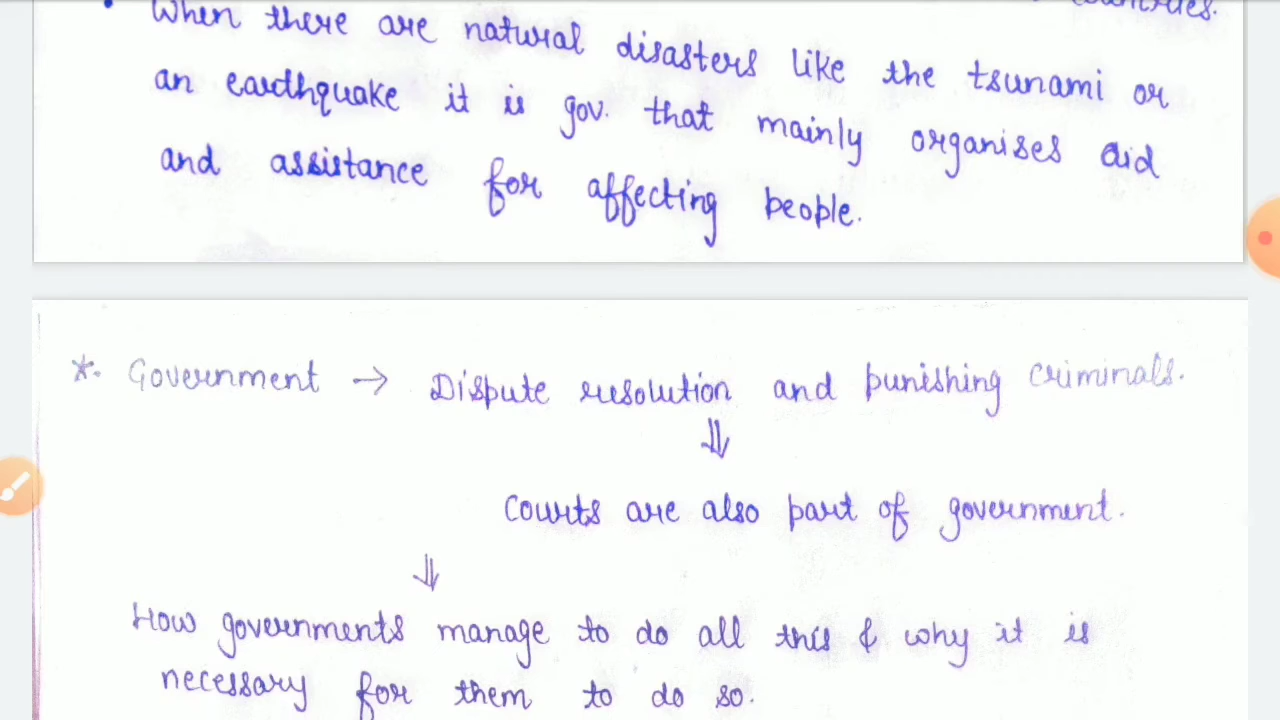 countries.
• When there are natural disasters like the tsunami or
an earthquake it is gov. that mainly organises aid
and assistance for affecting people.
*. Government → Dispute resolution and punishing criminals.
⇓
Courts are also part of government.
⇓
How governments manage to do all this & why it is
necessary for them to do so.